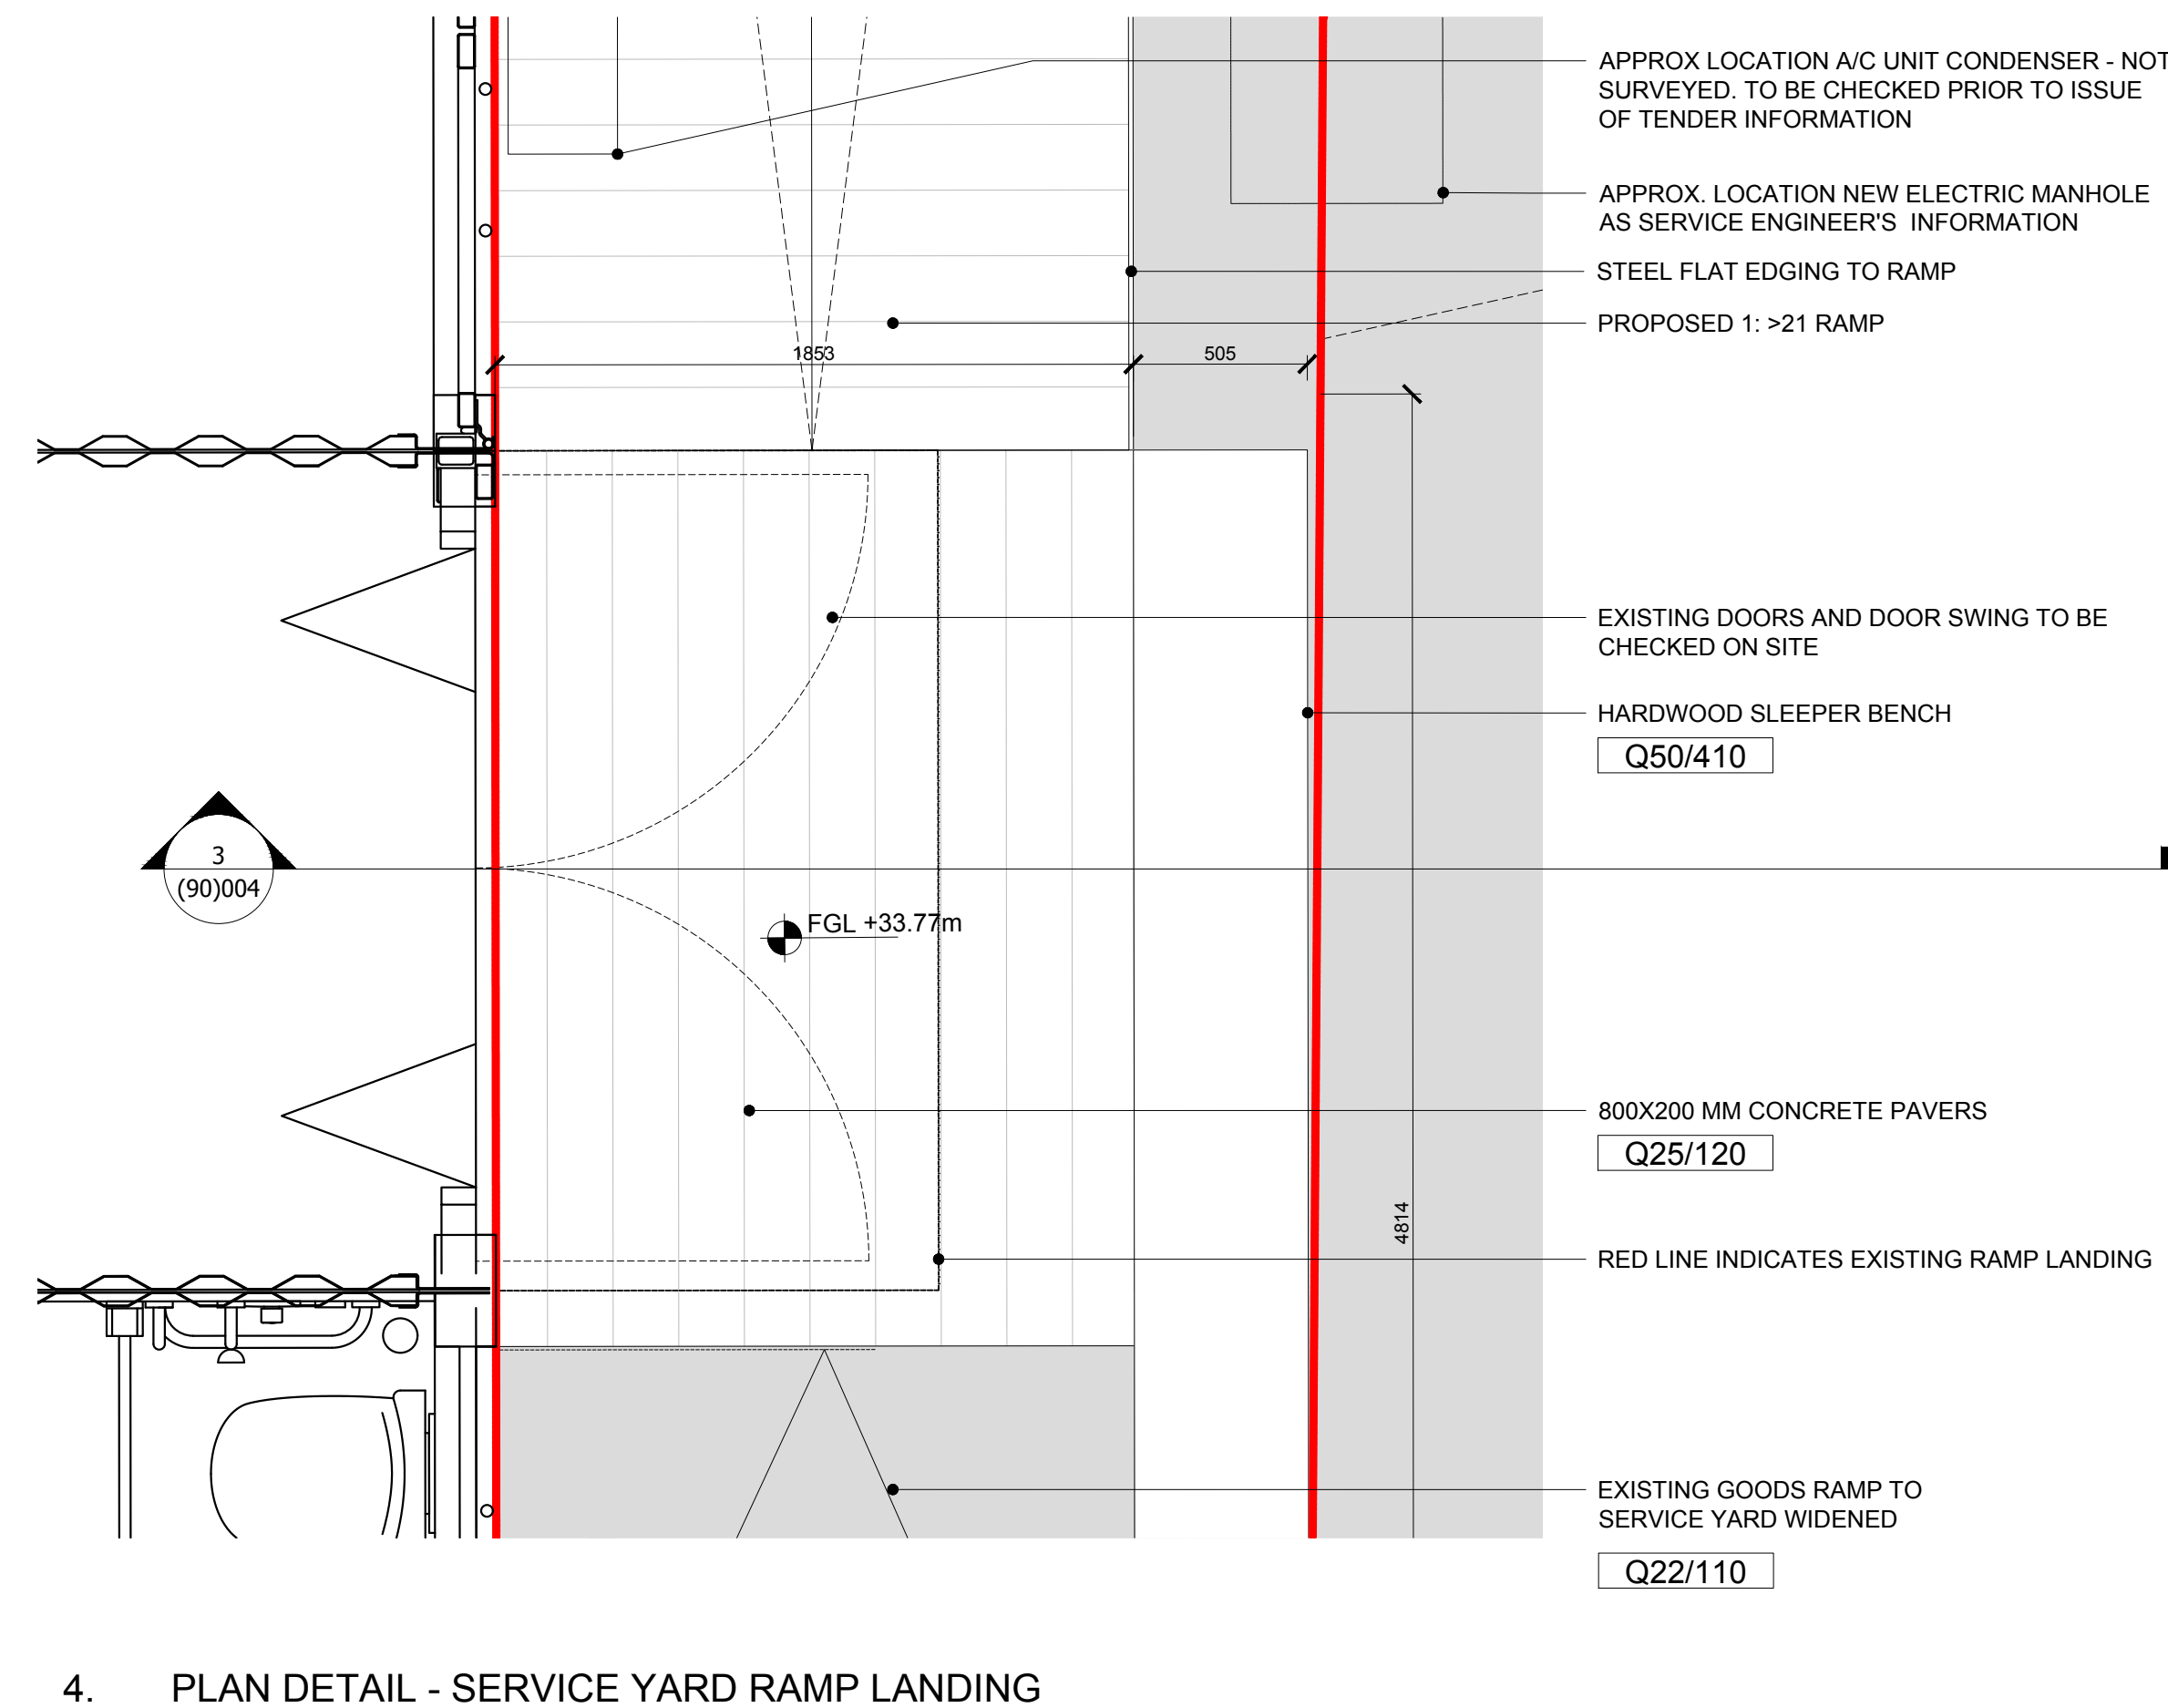 APPROX LOCATION A/C UNIT CONDENSER - NOT
SURVEYED. TO BE CHECKED PRIOR TO ISSUE
OF TENDER INFORMATION
APPROX. LOCATION NEW ELECTRIC MANHOLE
AS SERVICE ENGINEER'S INFORMATION
STEEL FLAT EDGING TO RAMP
PROPOSED 1: >21 RAMP
1853
505
EXISTING DOORS AND DOOR SWING TO BE
CHECKED ON SITE
HARDWOOD SLEEPER BENCH
Q50/410
3
(90)004
FGL +33.77m
800X200 MM CONCRETE PAVERS
Q25/120
4814
RED LINE INDICATES EXISTING RAMP LANDING
EXISTING GOODS RAMP TO
SERVICE YARD WIDENED
Q22/110
4. PLAN DETAIL - SERVICE YARD RAMP LANDING